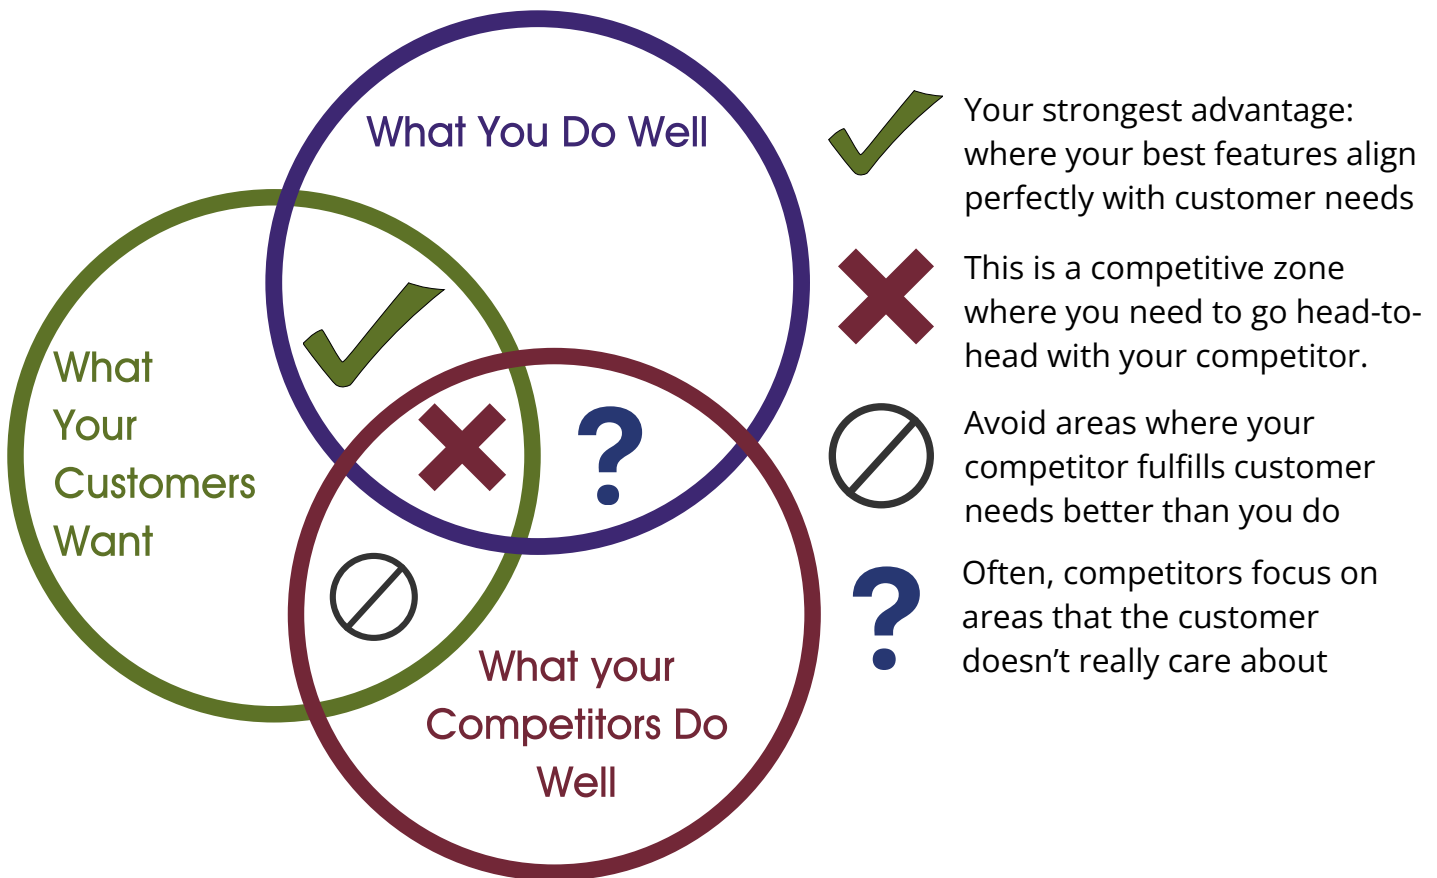 What You Do Well
What
Your
Customers
Want
What your
Competitors Do
Well
Your strongest advantage:
where your best features align
perfectly with customer needs
This is a competitive zone
where you need to go head-to-
head with your competitor.
Avoid areas where your
competitor fulfills customer
needs better than you do
Often, competitors focus on
areas that the customer
doesn’t really care about